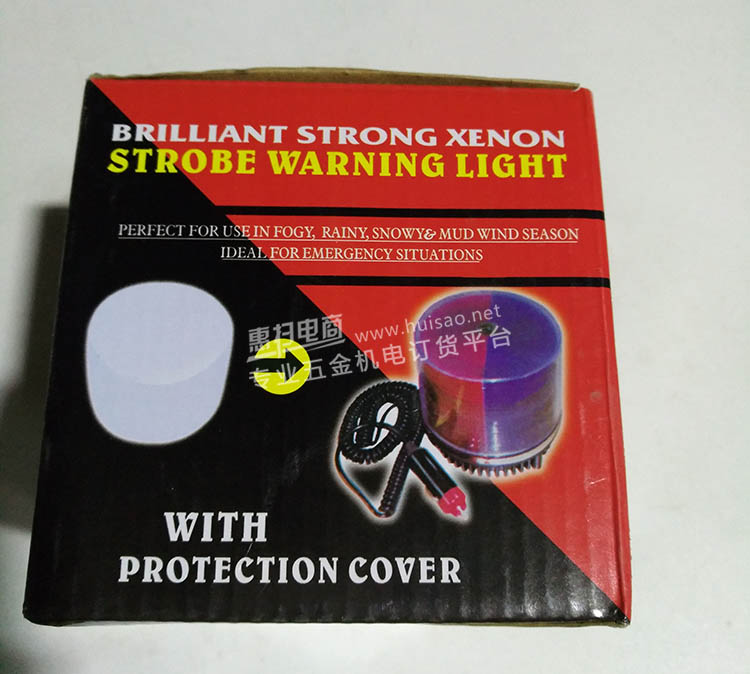 BRILLIANT STRONG XENON
STROBE WARNING LIGHT
PERFECT FOR USE IN FOGY, RAINY, SNOWY& MUD WIND SEASON
IDEAL FOR EMERGENCY SITUATIONS
惠扫电商 www.huisao.net
专业五金机电订货平台
WITH
PROTECTION COVER